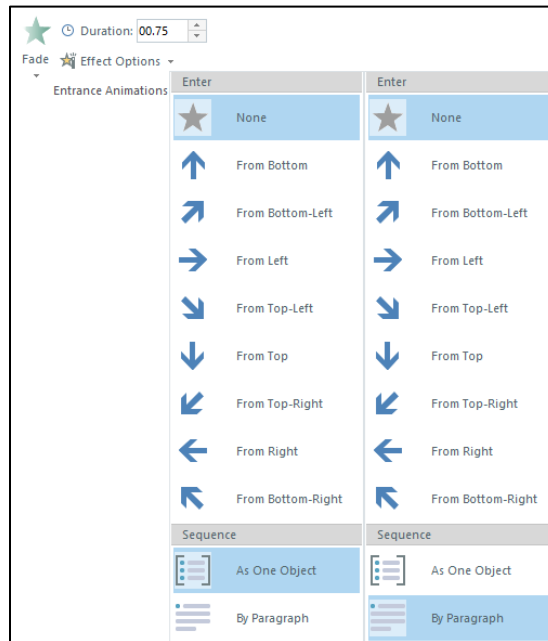 Duration: 00.75
Fade Effect Options
Entrance Animations
Enter
None
From Bottom
From Bottom-Left
From Left
From Top-Left
From Top
From Top-Right
From Right
From Bottom-Right
Sequence
As One Object
By Paragraph
Enter
None
From Bottom
From Bottom-Left
From Left
From Top-Left
From Top
From Top-Right
From Right
From Bottom-Right
Sequence
As One Object
By Paragraph